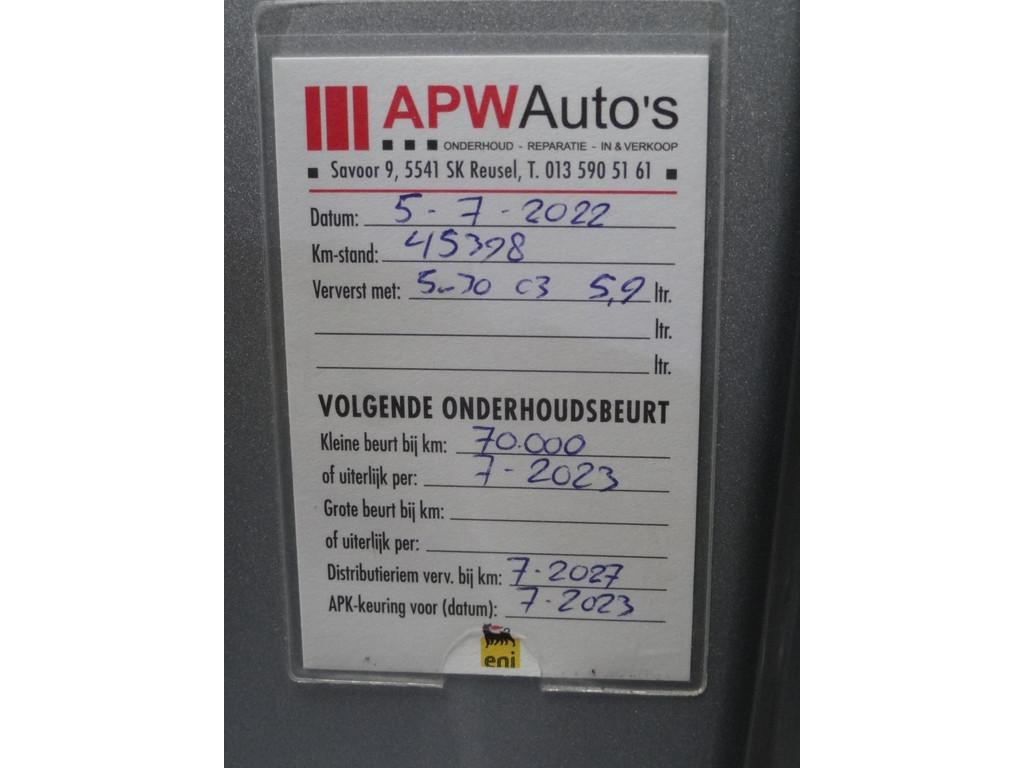 APWAuto's
ONDERHOUD - REPARATIE - IN & VERKOOP
Savoor 9, 5541 SK Reusel, T. 013 590 51 61
Datum: 5 - 7 - 2022
Km-stand: 45398
Ververst met: 5w30 c3 5,9 ltr.
ltr.
ltr.
VOLGENDE ONDERHOUDSBEURT
Kleine beurt bij km: 70.000
of uiterlijk per: 7 - 2023
Grote beurt bij km:
of uiterlijk per:
Distributieriem verv. bij km: 7 - 2027
APK-keuring voor (datum): 7 - 2023
eni